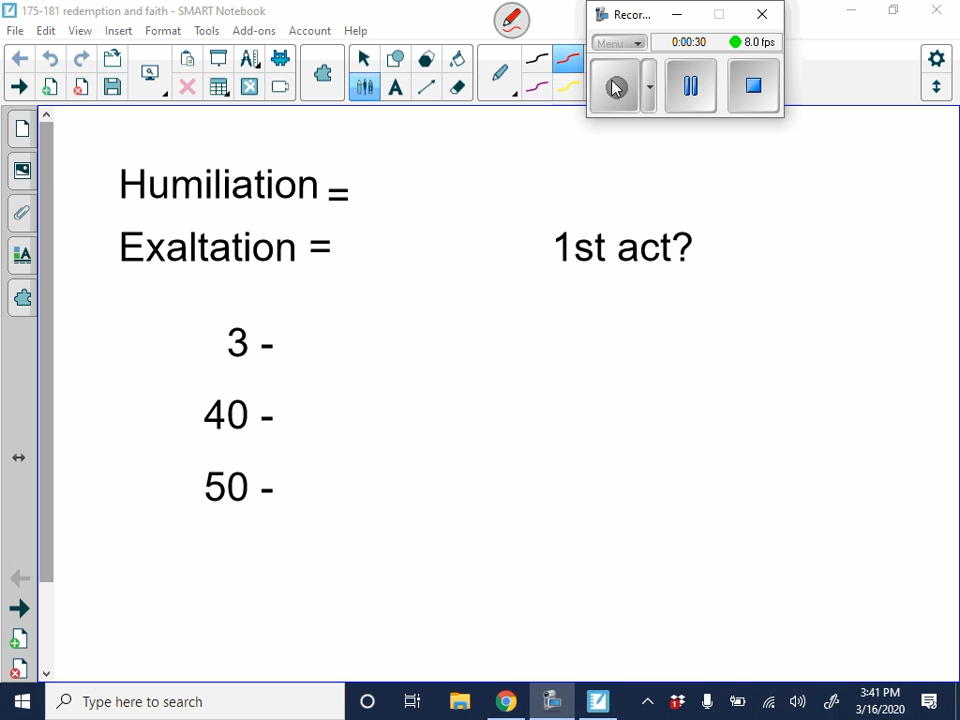 175-181 redemption and faith - SMART Notebook
File Edit View Insert Format Tools Add-ons Account Help
Recor...
Menu 0:00:30 8.0 fps
Humiliation =
Exaltation = 1st act?
3 -
40 -
50 -
Type here to search
3:41 PM
3/16/2020